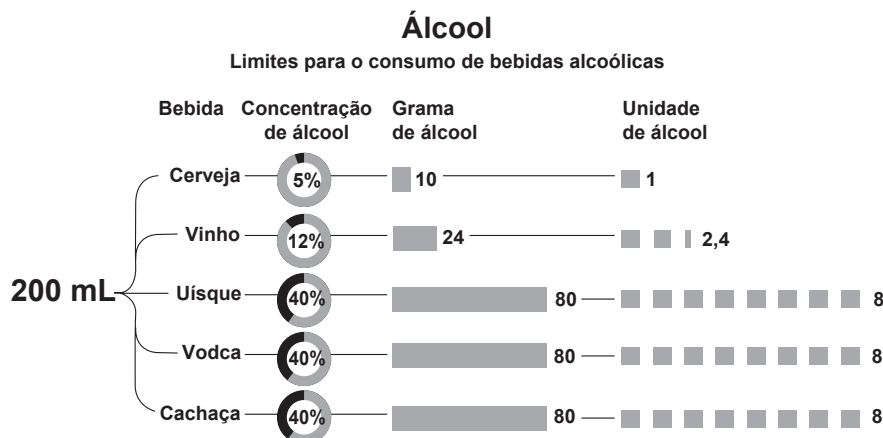 Álcool
Limites para o consumo de bebidas alcoólicas
Bebida Concentração de álcool Grama de álcool Unidade de álcool
200 mL
Cerveja 5% 10 1
Vinho 12% 24 2,4
Uísque 40% 80 8
Vodca 40% 80 8
Cachaça 40% 80 8